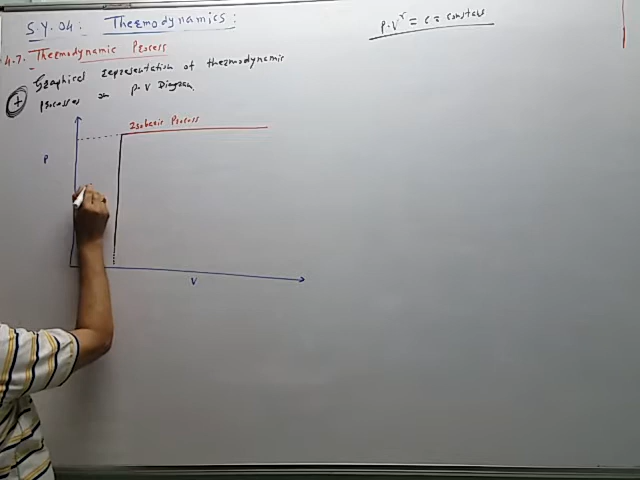 S.Y. 04: Thermodynamics:
P.V^γ = C = constant
4.7. Thermodynamic Process
+ Graphical representation of thermodynamic
processes on P-V Diagram.
Isobaric Process
P
V